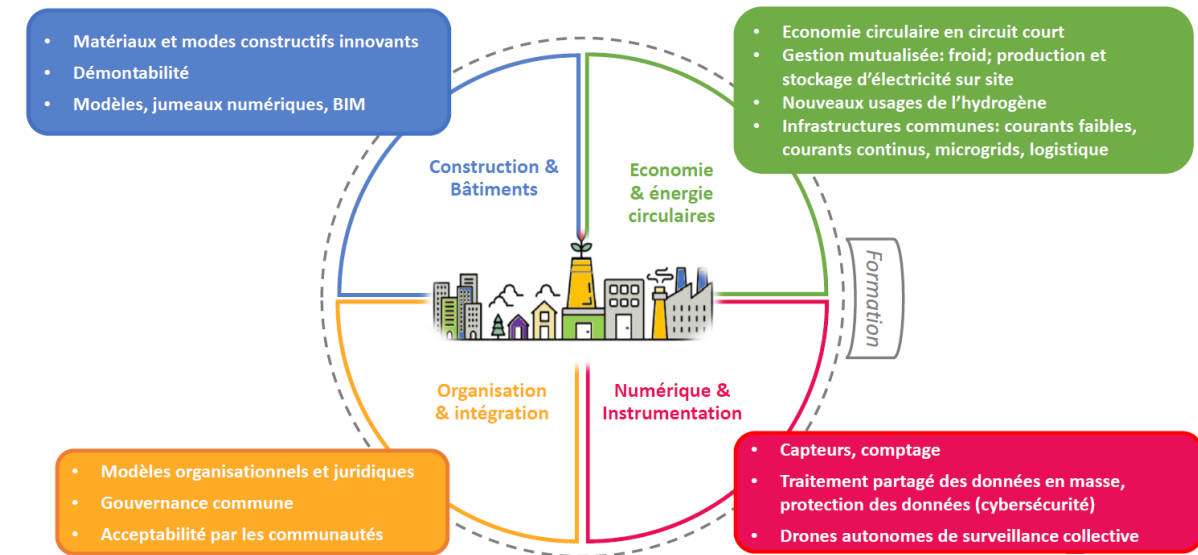 • Matériaux et modes constructifs innovants
• Démontabilité
• Modèles, jumeaux numériques, BIM
• Economie circulaire en circuit court
• Gestion mutualisée: froid; production et
stockage d’électricité sur site
• Nouveaux usages de l’hydrogène
• Infrastructures communes: courants faibles,
courants continus, microgrids, logistique
Construction &
Bâtiments
Economie
& énergie
circulaires
Formation
Organisation
& intégration
Numérique &
Instrumentation
• Modèles organisationnels et juridiques
• Gouvernance commune
• Acceptabilité par les communautés
• Capteurs, comptage
• Traitement partagé des données en masse,
protection des données (cybersécurité)
• Drones autonomes de surveillance collective